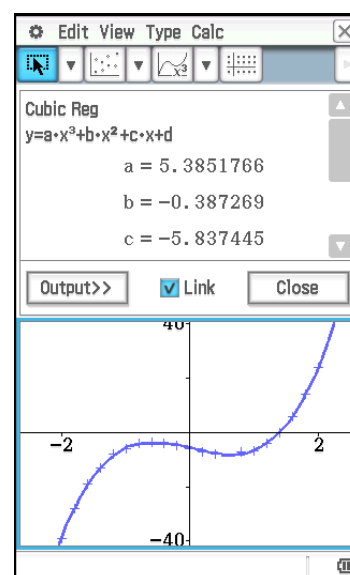 Edit View Type Calc
Cubic Reg
y=a·x³+b·x²+c·x+d
a = 5.3851766
b = −0.387269
c = −5.837445
Output>> Link Close
40
−2 2
−40